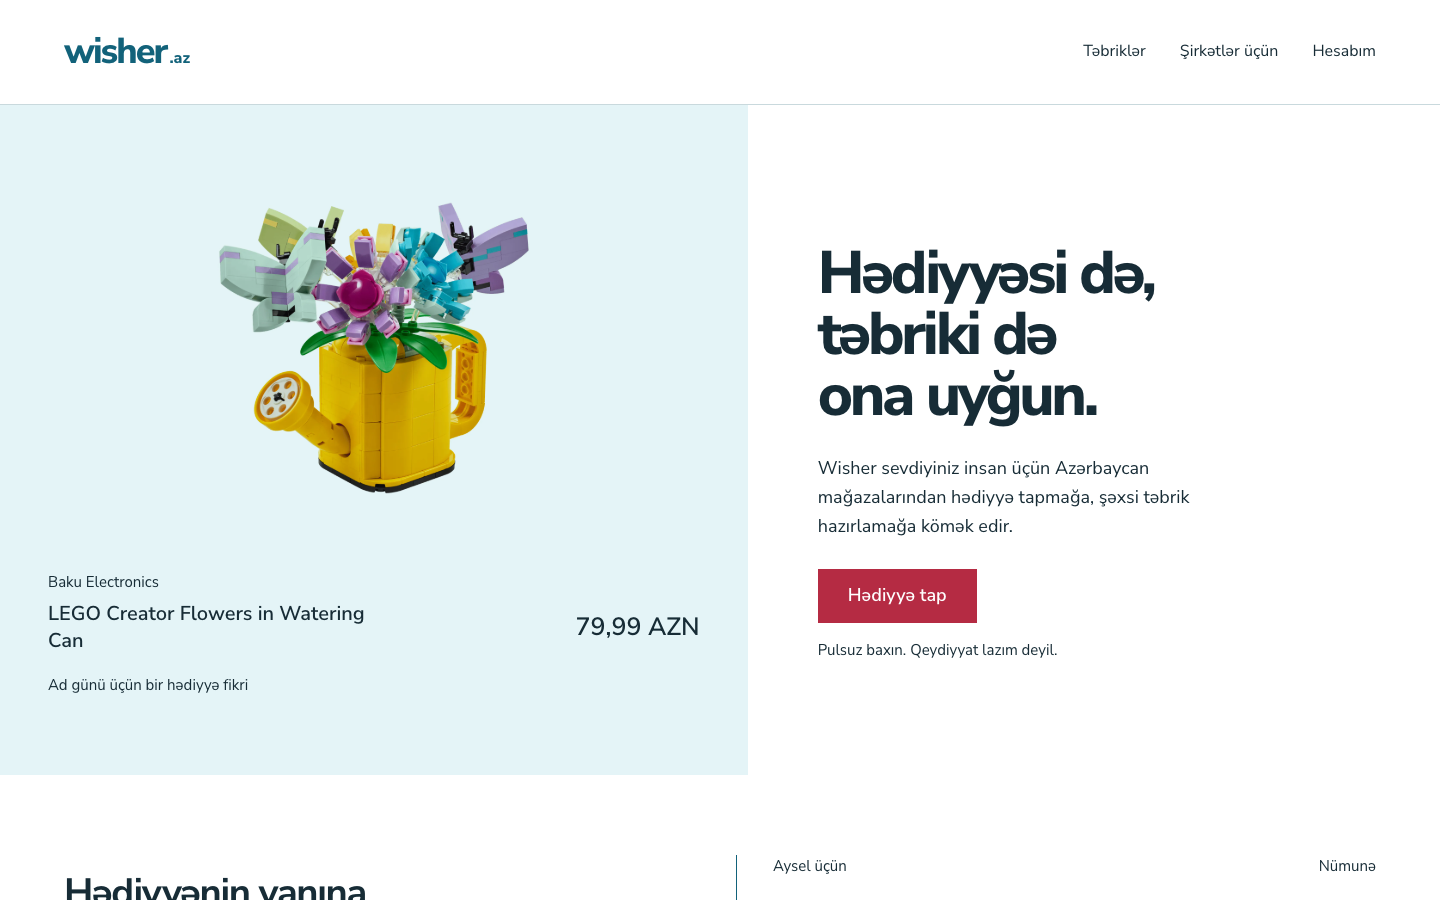 wisher.az
Təbriklər
Şirkətlər üçün
Hesabım
Baku Electronics
LEGO Creator Flowers in Watering
Can
79,99 AZN
Ad günü üçün bir hədiyyə fikri
Hədiyyəsi də,
təbriki də
ona uyğun.
Wisher sevdiyiniz insan üçün Azərbaycan
mağazalarından hədiyyə tapmağa, şəxsi təbrik
hazırlamağa kömək edir.
Hədiyyə tap
Pulsuz baxın. Qeydiyyat lazım deyil.
Hədiyyənin yanına
Aysel üçün
Nümunə